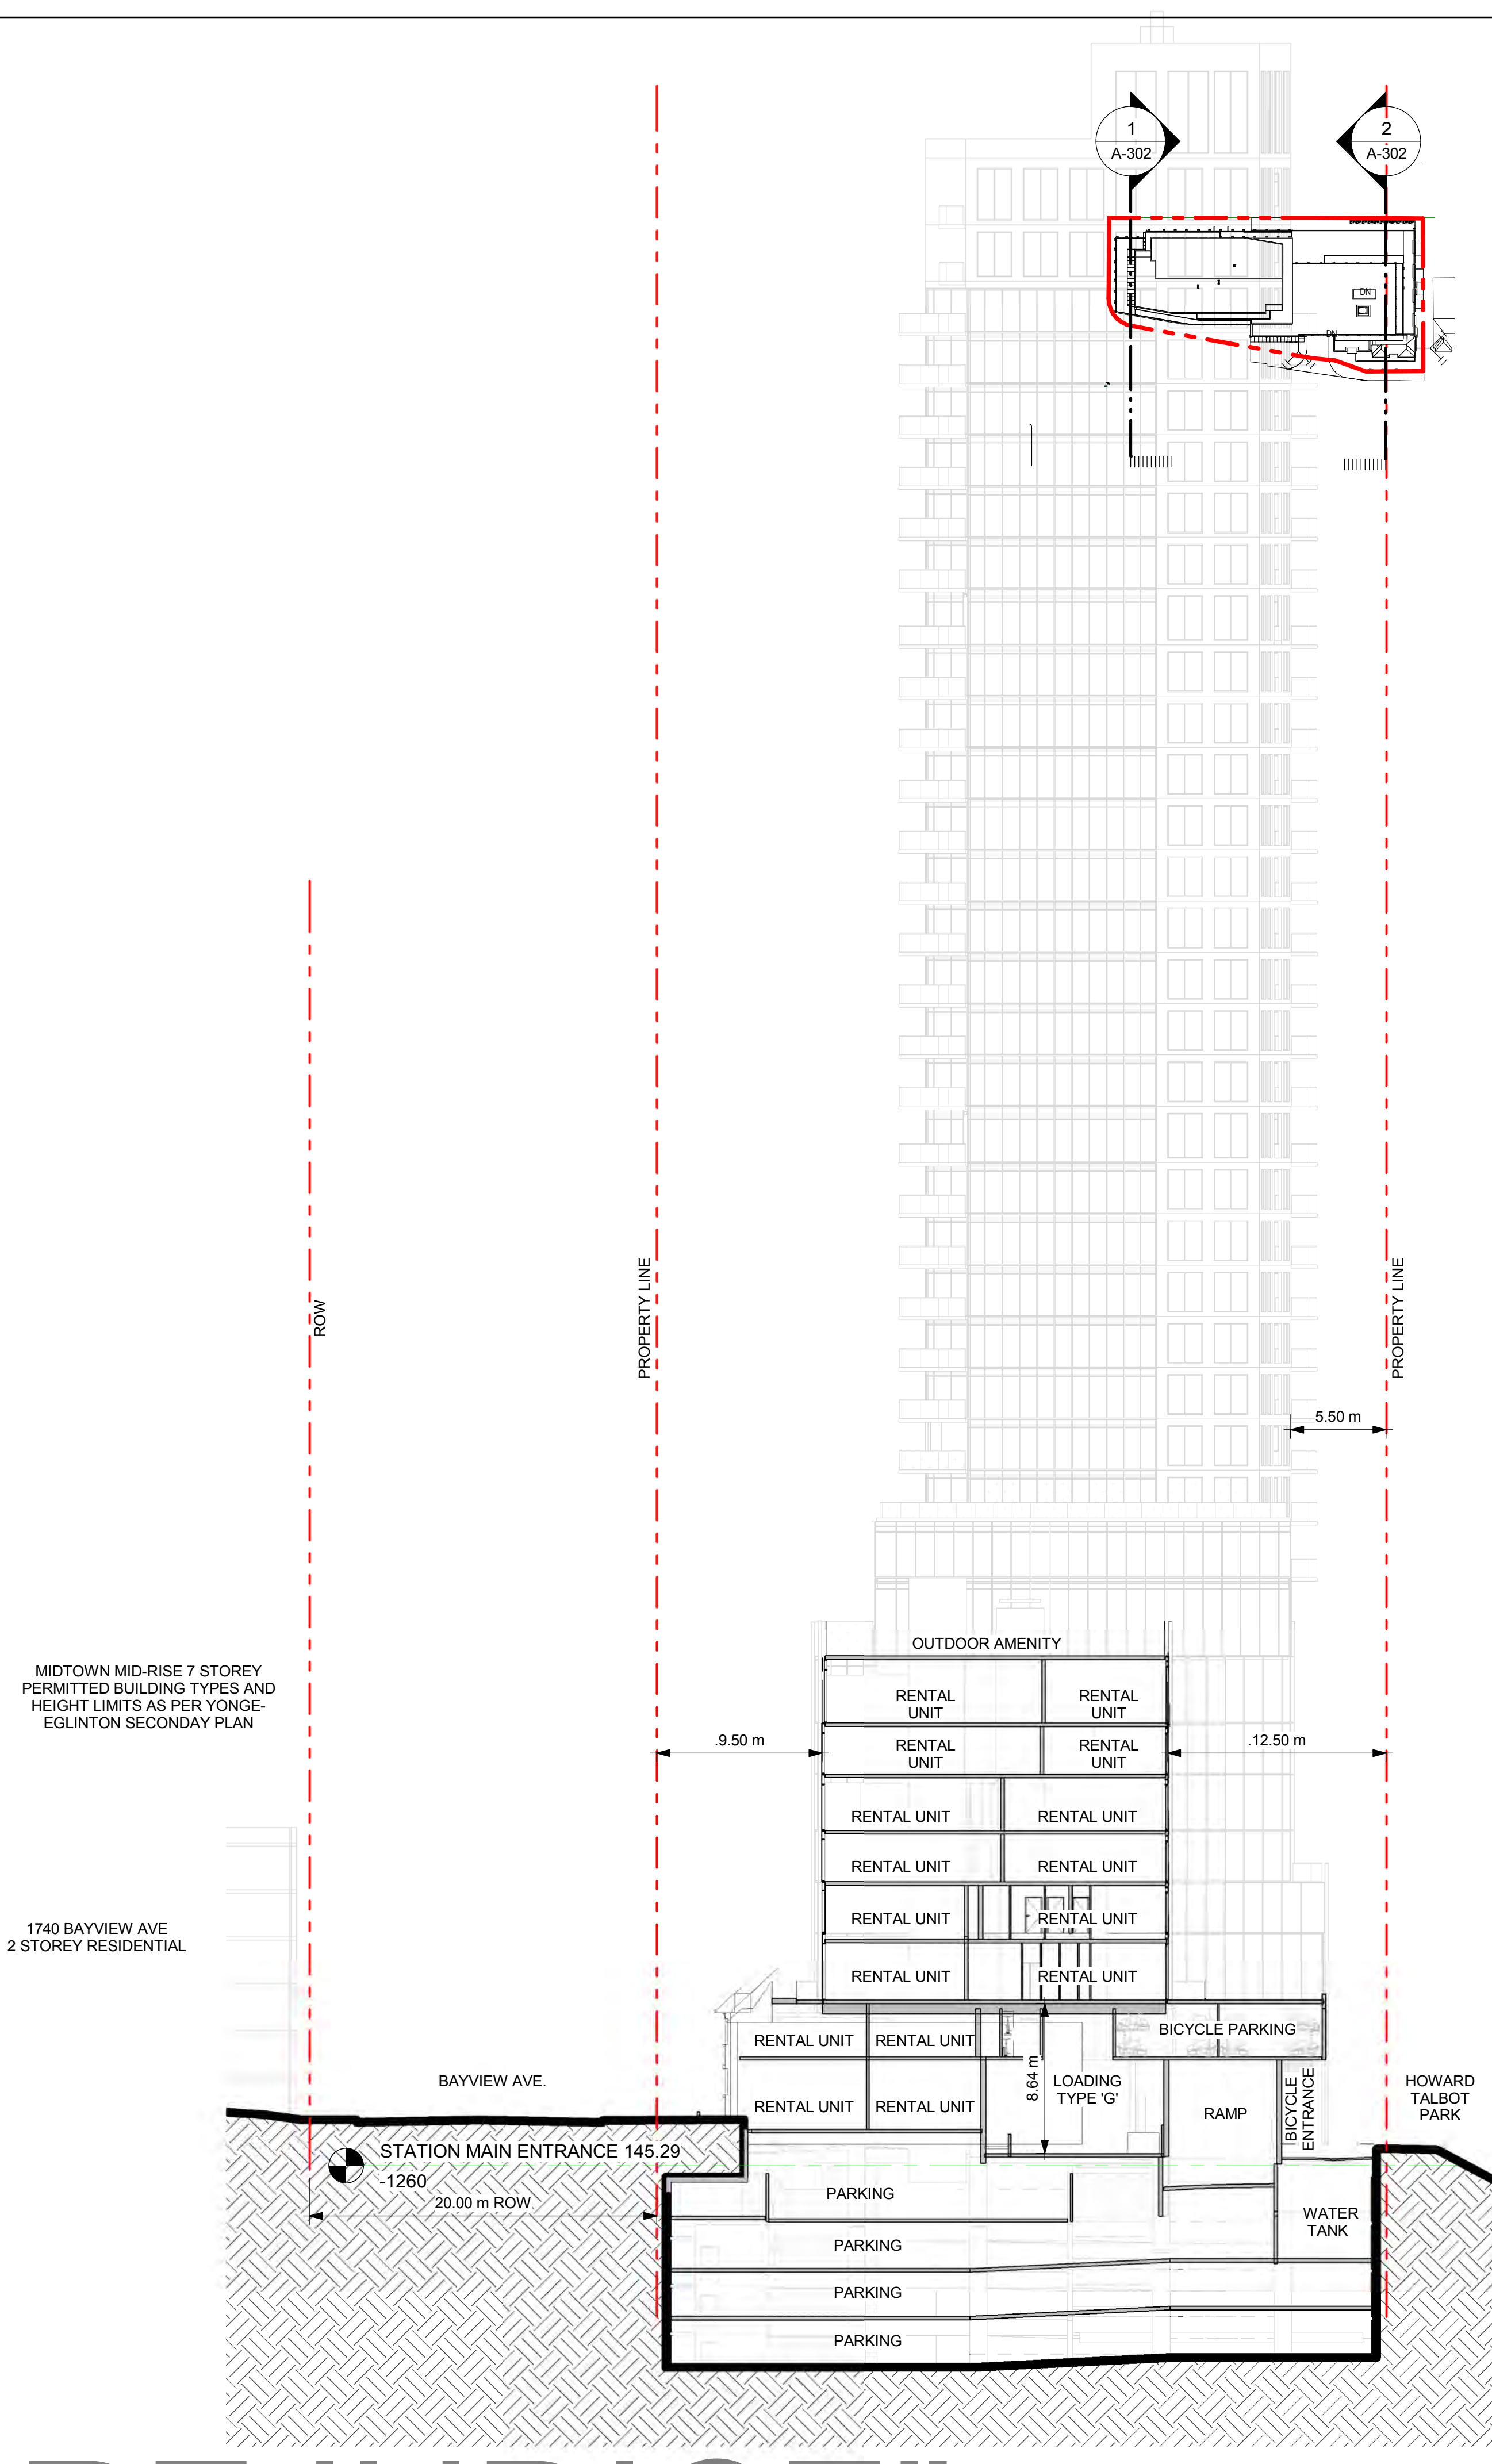 1
A-302
2
A-302
DN
DN
ROW
PROPERTY LINE
PROPERTY LINE
5.50 m
OUTDOOR AMENITY
MIDTOWN MID-RISE 7 STOREY
PERMITTED BUILDING TYPES AND
HEIGHT LIMITS AS PER YONGE-
EGLINTON SECONDAY PLAN
RENTAL
UNIT
RENTAL
UNIT
.9.50 m
RENTAL
UNIT
RENTAL
UNIT
.12.50 m
RENTAL UNIT
RENTAL UNIT
RENTAL UNIT
RENTAL UNIT
RENTAL UNIT
RENTAL UNIT
1740 BAYVIEW AVE
2 STOREY RESIDENTIAL
RENTAL UNIT
RENTAL UNIT
BICYCLE PARKING
RENTAL UNIT
RENTAL UNIT
BAYVIEW AVE.
8.64 m
LOADING
TYPE 'G'
RENTAL UNIT
RENTAL UNIT
RAMP
BICYCLE
ENTRANCE
HOWARD
TALBOT
PARK
STATION MAIN ENTRANCE 145.29
-1260
20.00 m ROW
PARKING
WATER
TANK
PARKING
PARKING
PARKING